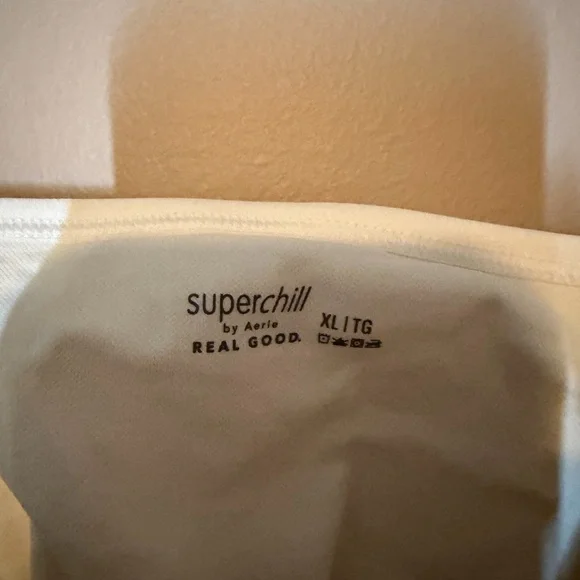 superchill
by Aerie
REAL GOOD.
XL | TG